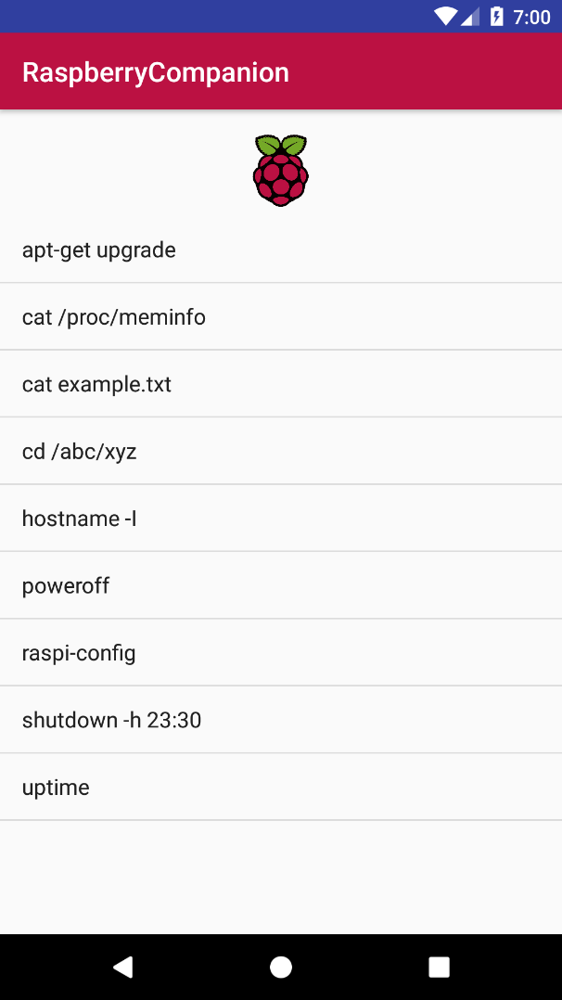 7:00
RaspberryCompanion
apt-get upgrade
cat /proc/meminfo
cat example.txt
cd /abc/xyz
hostname -I
poweroff
raspi-config
shutdown -h 23:30
uptime